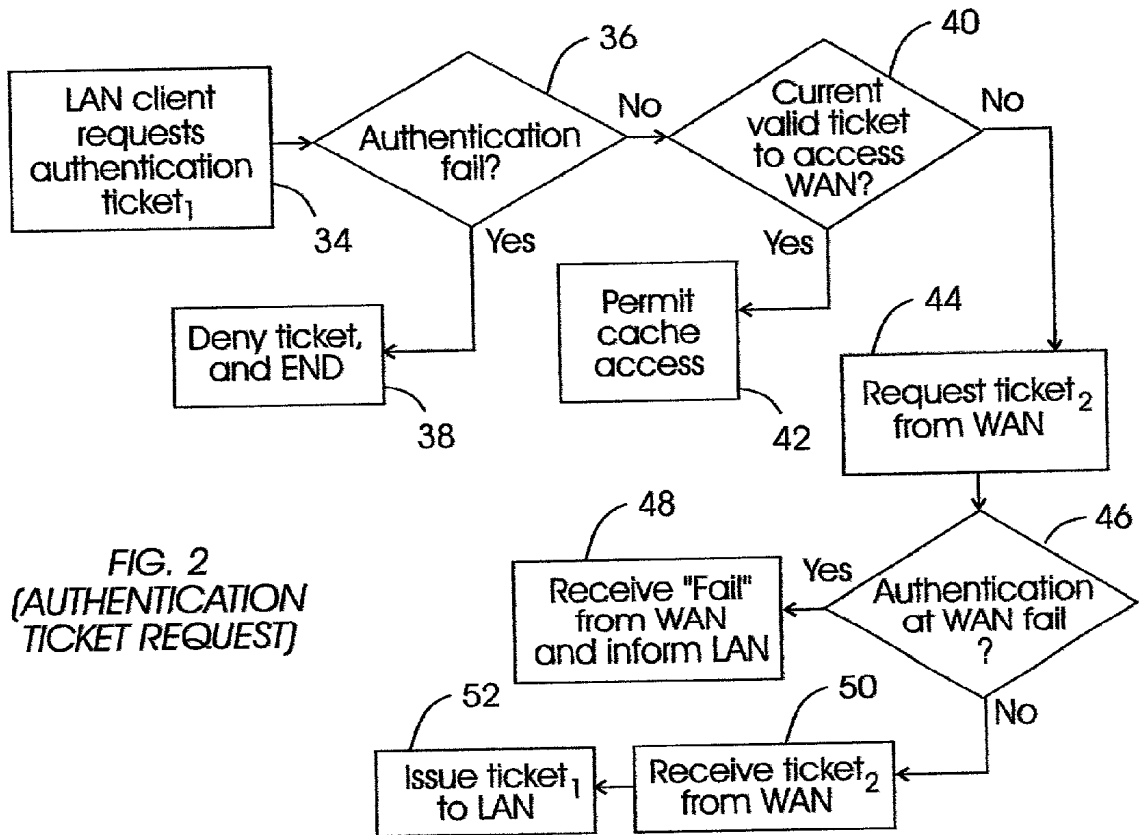 LAN client
requests
authentication
ticket₁
34
Authentication
fail?
36
No
Yes
Deny ticket,
and END
38
Current
valid ticket
to access
WAN?
40
No
Yes
Permit
cache
access
42
44
Request ticket₂
from WAN
46
Authentication
at WAN fail
?
Yes
48
Receive "Fail"
from WAN
and inform LAN
No
50
Receive ticket₂
from WAN
52
Issue ticket₁
to LAN
FIG. 2
(AUTHENTICATION
TICKET REQUEST)